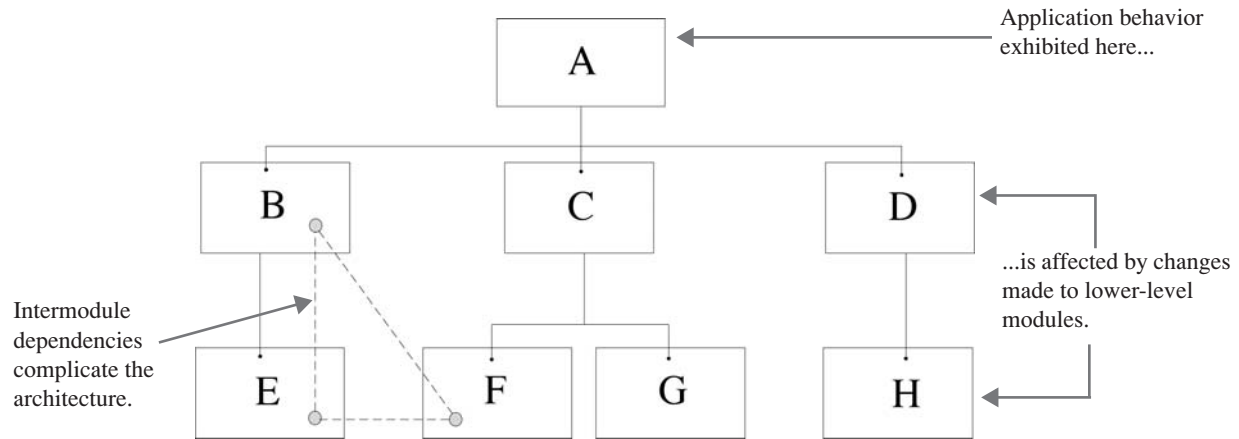 Application behavior
exhibited here...
A
B
C
D
...is affected by changes
made to lower-level
modules.
Intermodule
dependencies
complicate the
architecture.
E
F
G
H